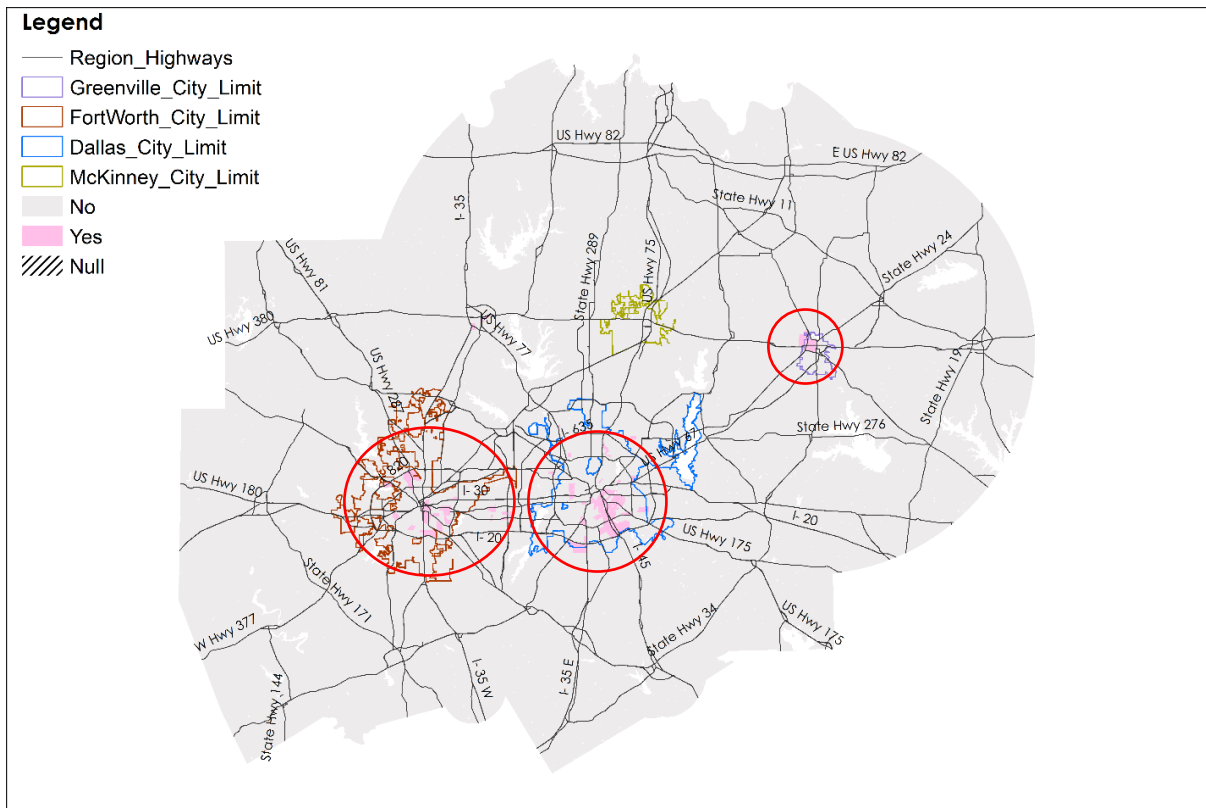 Legend
Region_Highways
Greenville_City_Limit
FortWorth_City_Limit
Dallas_City_Limit
McKinney_City_Limit
No
Yes
Null
US Hwy 82
E US Hwy 82
State Hwy 11
I- 35
State Hwy 24
US Hwy 81
State Hwy 289
US Hwy 75
US Hwy 380
US Hwy 77
US Hwy 287
State Hwy 19
I- 635
State Hwy 276
Hwy 67
820
US Hwy 180
I- 30
I- 20
I- 20
US Hwy 175
I- 45
State Hwy 171
W Hwy 377
State Hwy 34
US Hwy 175
I- 35 W
I- 35 E
State Hwy 144